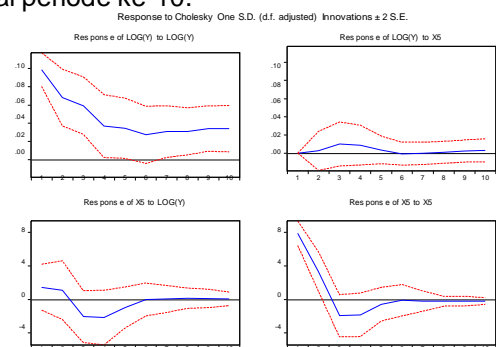 al periode ke-10.
Response to Cholesky One S.D. (d.f. adjusted) Innovations ± 2 S.E.
Response of LOG(Y) to LOG(Y)
Response of LOG(Y) to X5
.10
.08
.06
.04
.02
.00
1 2 3 4 5 6 7 8 9 10
.10
.08
.06
.04
.02
.00
1 2 3 4 5 6 7 8 9 10
Response of X5 to LOG(Y)
Response of X5 to X5
8
4
0
-4
8
4
0
-4